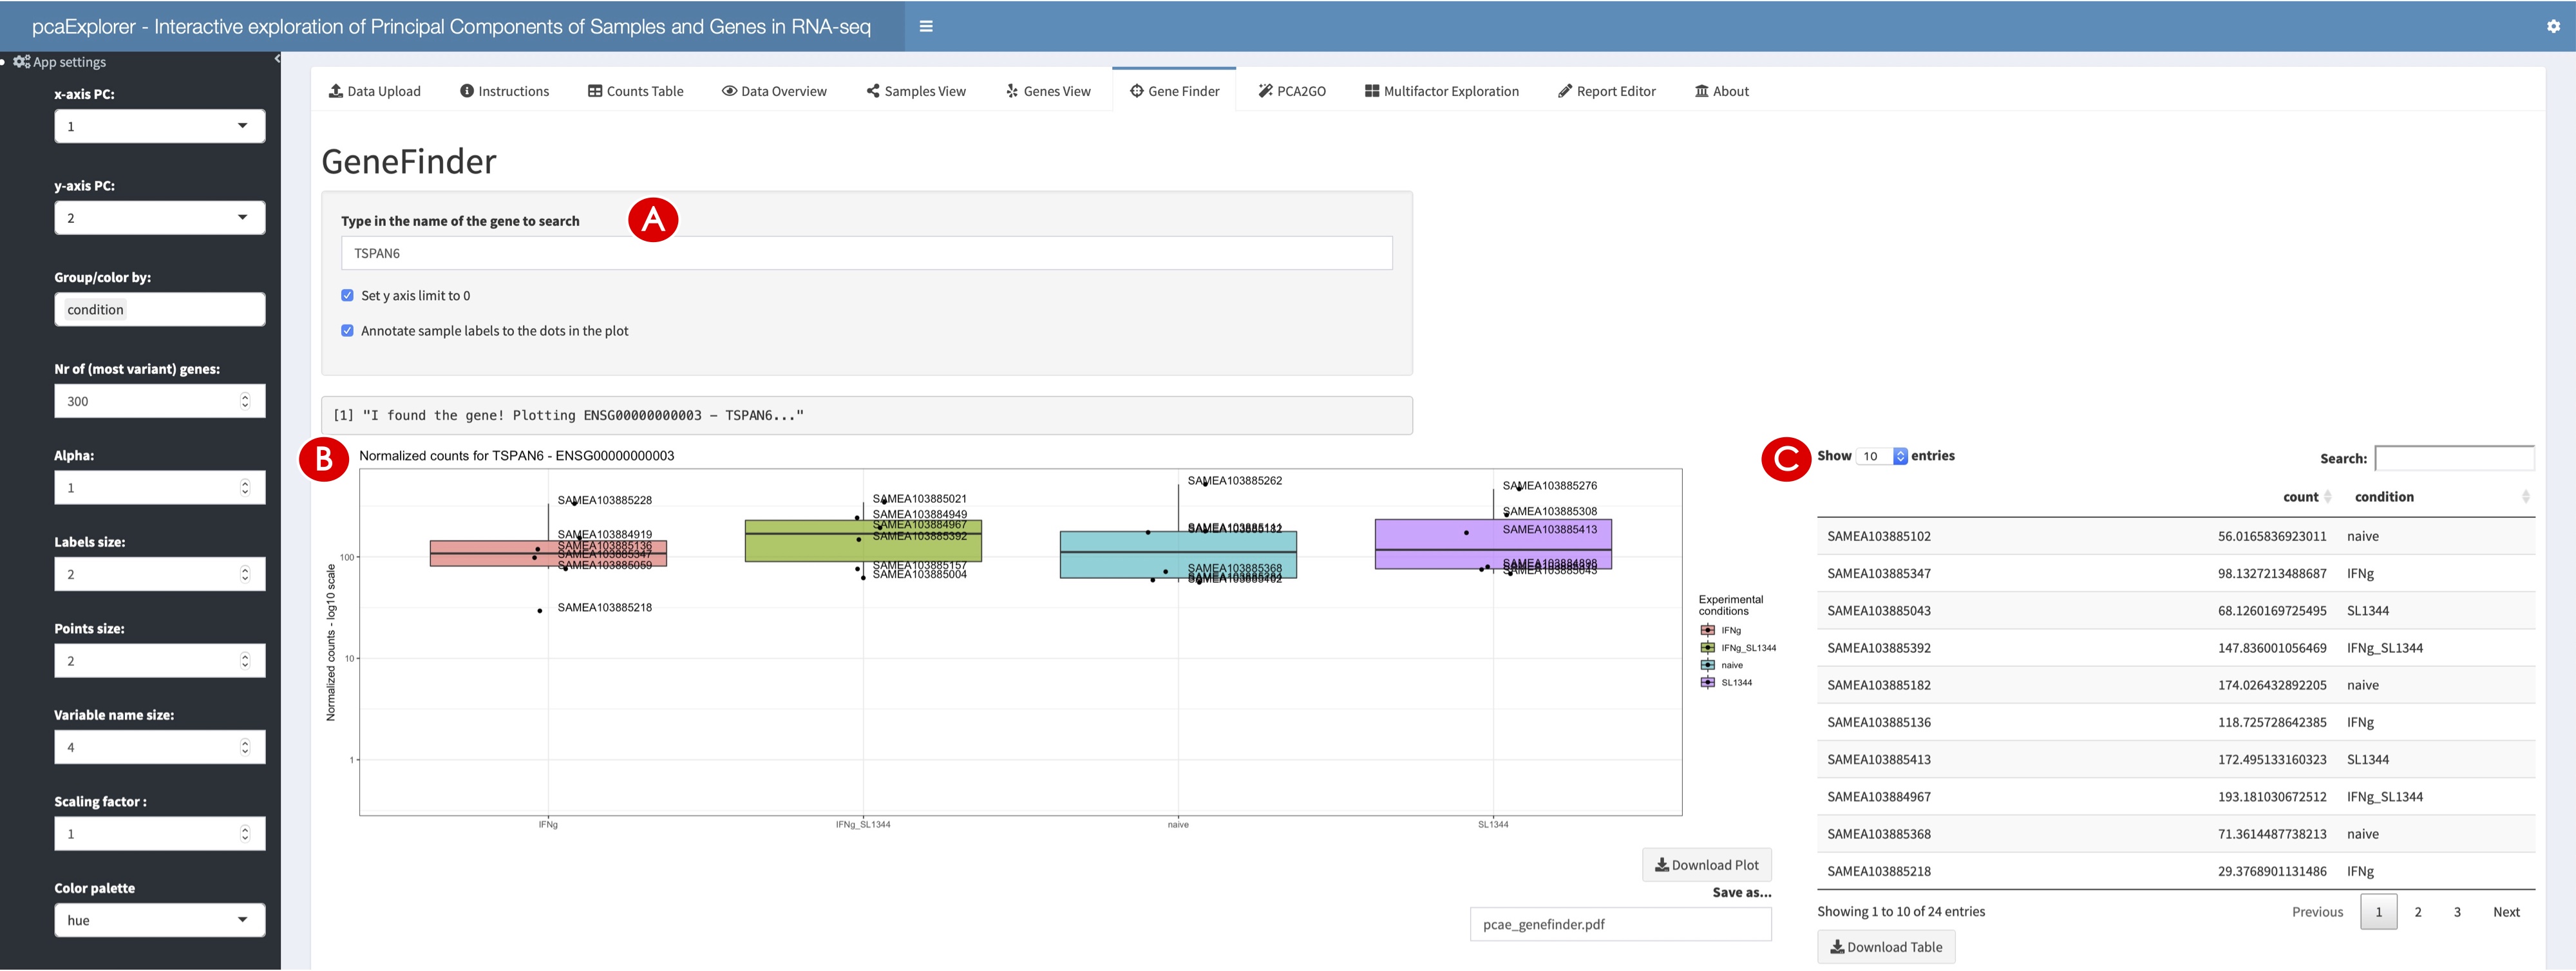 pcaExplorer - Interactive exploration of Principal Components of Samples and Genes in RNA-seq
App settings
x-axis PC:
1
y-axis PC:
2
Group/color by:
condition
Nr of (most variant) genes:
300
Alpha:
1
Labels size:
2
Points size:
2
Variable name size:
4
Scaling factor :
1
Color palette
hue
Data Upload Instructions Counts Table Data Overview Samples View Genes View Gene Finder PCA2GO Multifactor Exploration Report Editor About
GeneFinder
Type in the name of the gene to search
A
TSPAN6
Set y axis limit to 0
Annotate sample labels to the dots in the plot
[1] "I found the gene! Plotting ENSG00000000003 - TSPAN6..."
B
Normalized counts for TSPAN6 - ENSG00000000003
Normalized counts - log10 scale
100
10
1
SAMEA103885228
SAMEA103884919
SAMEA103885136
SAMEA103885347
SAMEA103885059
SAMEA103885218
SAMEA103885021
SAMEA103884949
SAMEA103884967
SAMEA103885392
SAMEA103885157
SAMEA103885004
SAMEA103885262
SAMEA103885368
SAMEA103885276
SAMEA103885308
SAMEA103885413
SAMEA103885043
IFNg
IFNg_SL1344
naive
SL1344
Experimental
conditions
IFNg
IFNg_SL1344
naive
SL1344
Download Plot
Save as...
pcae_genefinder.pdf
C
Show 10 entries
Search:
count condition
SAMEA103885102 56.0165836923011 naive
SAMEA103885347 98.1327213488687 IFNg
SAMEA103885043 68.1260169725495 SL1344
SAMEA103885392 147.836001056469 IFNg_SL1344
SAMEA103885182 174.026432892205 naive
SAMEA103885136 118.725728642385 IFNg
SAMEA103885413 172.495133160323 SL1344
SAMEA103884967 193.181030672512 IFNg_SL1344
SAMEA103885368 71.3614487738213 naive
SAMEA103885218 29.3768901131486 IFNg
Showing 1 to 10 of 24 entries
Previous 1 2 3 Next
Download Table